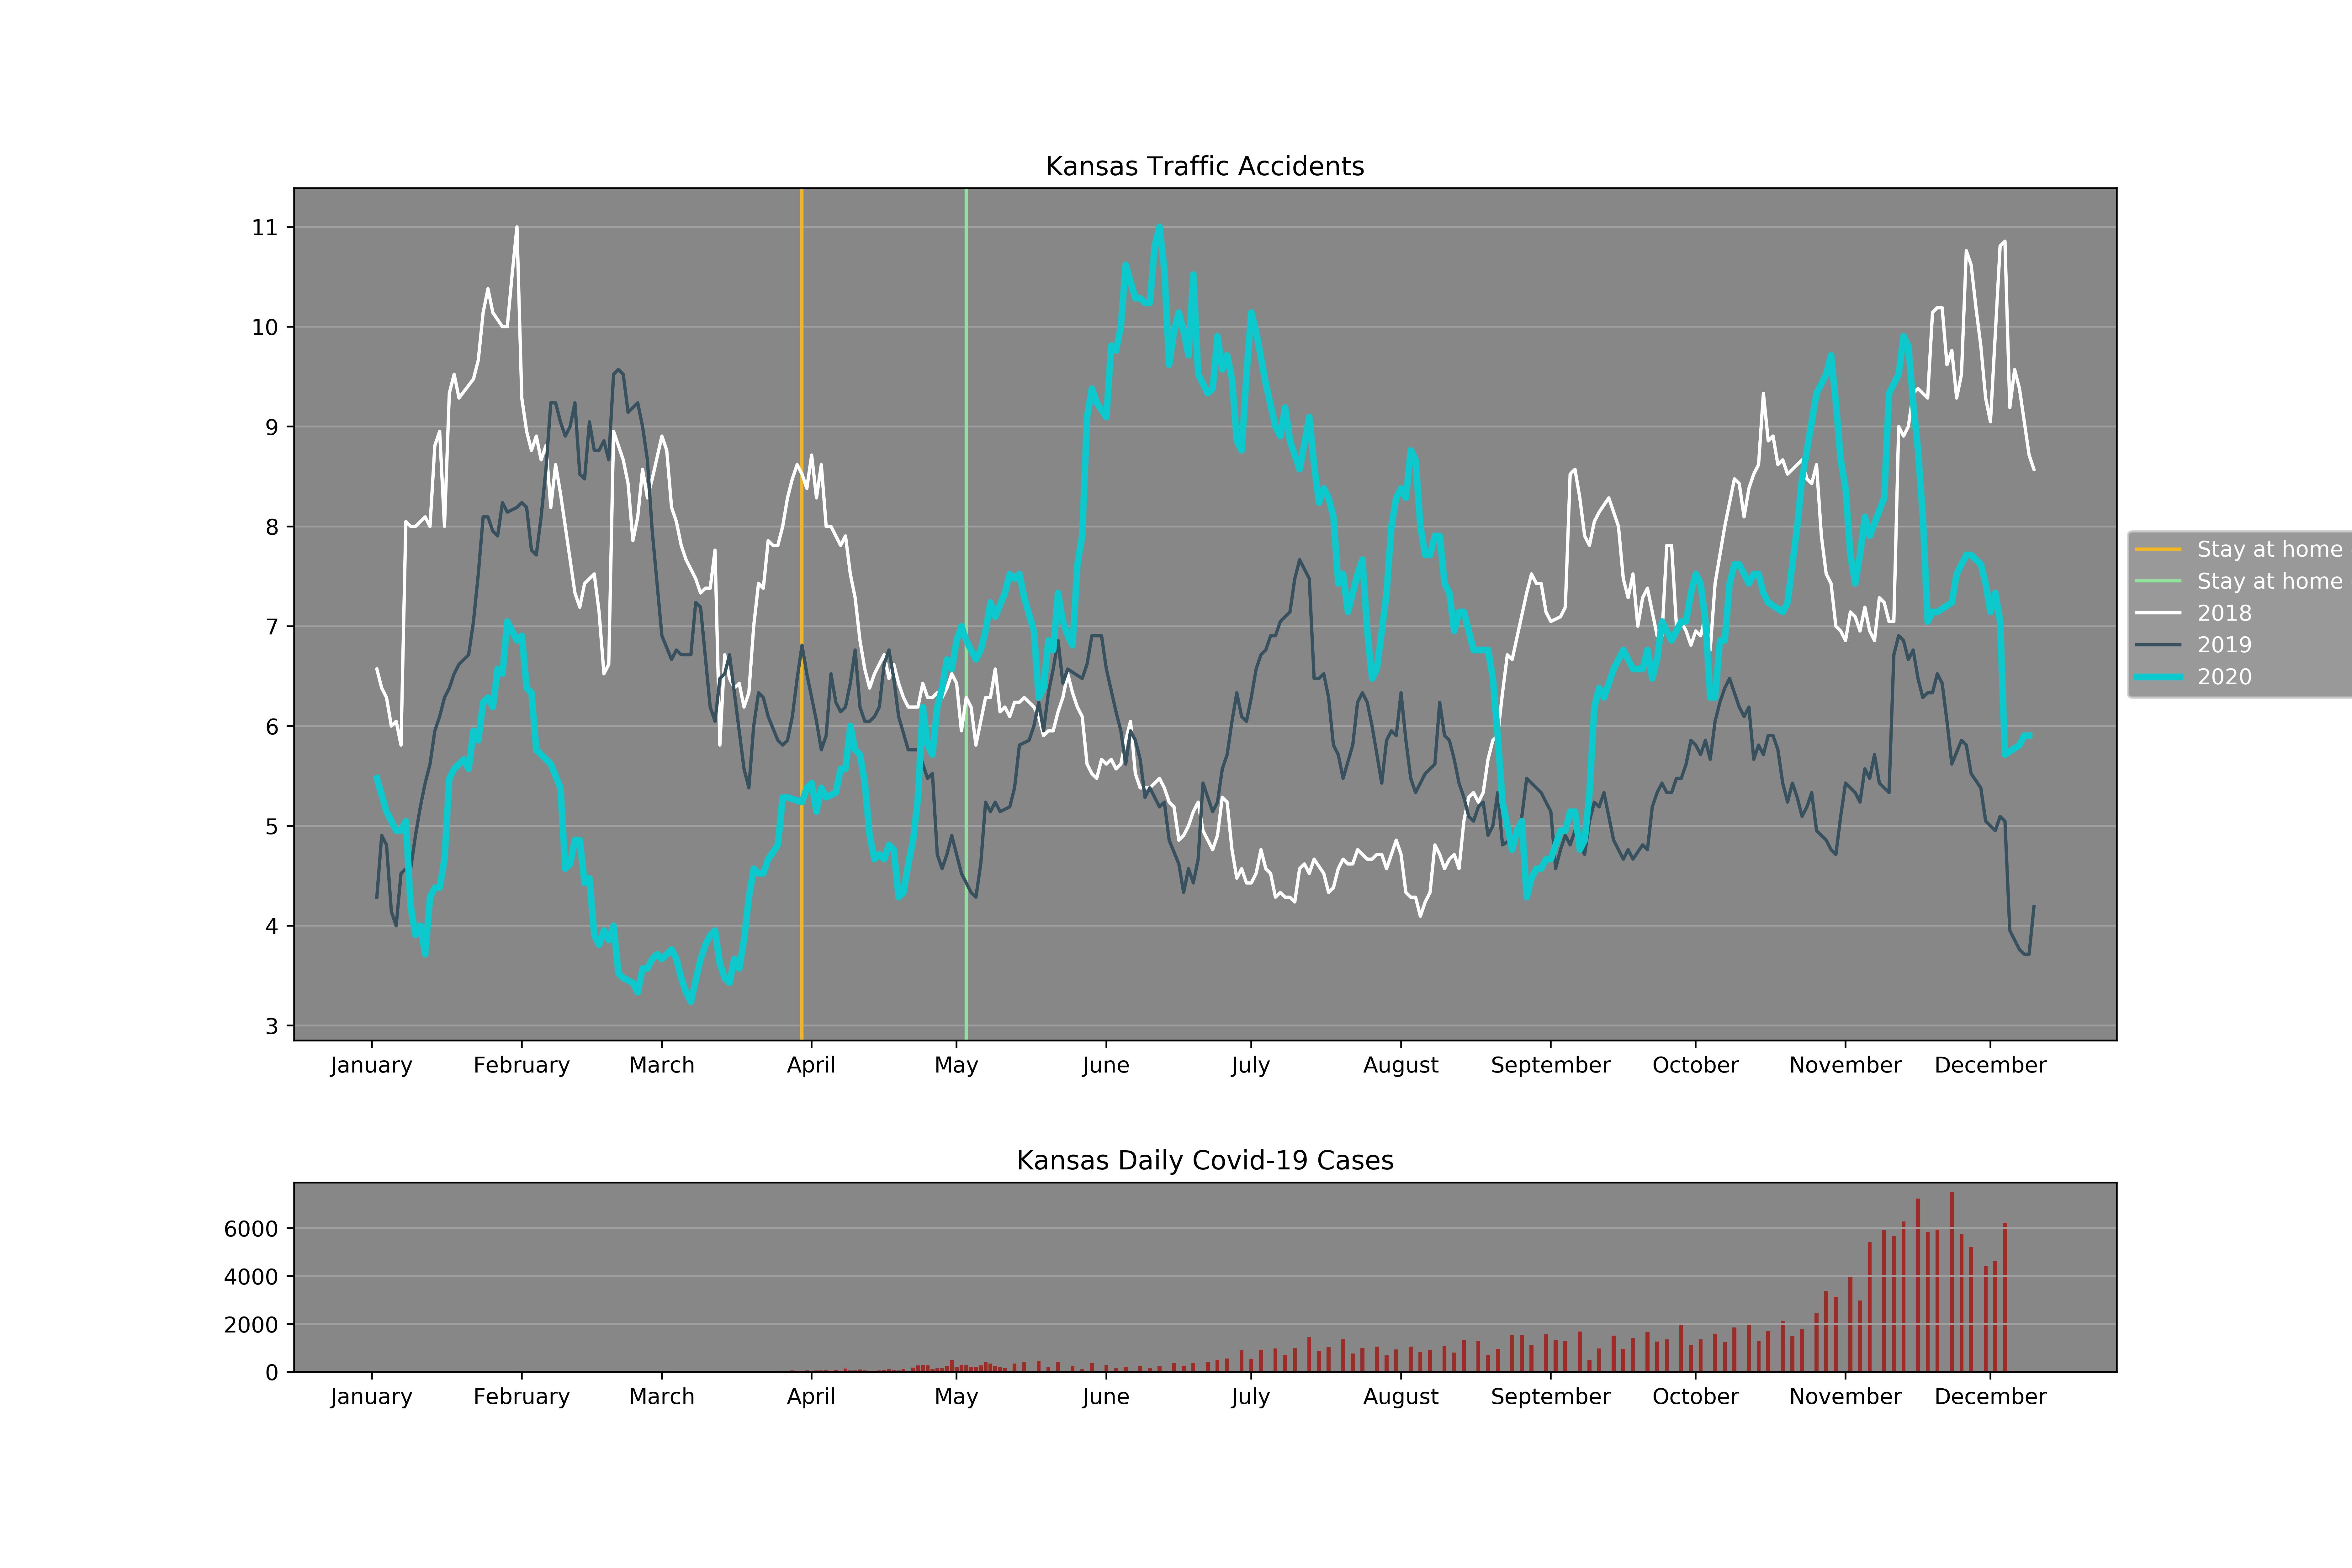 Kansas Traffic Accidents
11
10
9
8
7
6
5
4
3
January February March April May June July August September October November December
Stay at home
Stay at home
2018
2019
2020
Kansas Daily Covid-19 Cases
6000
4000
2000
0
January February March April May June July August September October November December